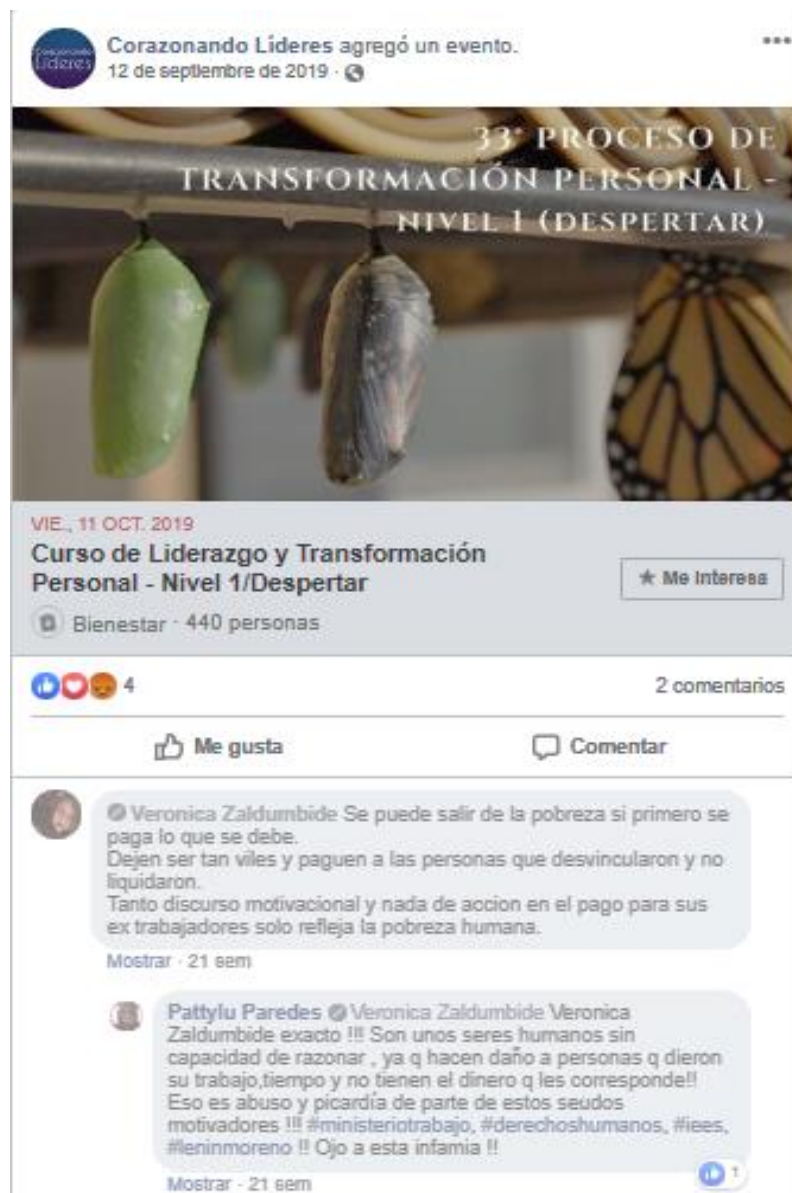 Corazonando Líderes agregó un evento.
12 de septiembre de 2019 ·
Líderes
33° PROCESO DE
TRANSFORMACIÓN PERSONAL -
NIVEL 1 (DESPERTAR)
VIE., 11 OCT. 2019
Curso de Liderazgo y Transformación
Personal - Nivel 1/Despertar
Me interesa
Bienestar · 440 personas
4
2 comentarios
Me gusta
Comentar
Veronica Zaldumbide Se puede salir de la pobreza si primero se
paga lo que se debe.
Dejen ser tan viles y paguen a las personas que desvincularon y no
liquidaron.
Tanto discurso motivacional y nada de accion en el pago para sus
ex trabajadores solo refleja la pobreza humana.
Mostrar · 21 sem
Pattylu Paredes Veronica Zaldumbide Veronica
Zaldumbide exacto !!! Son unos seres humanos sin
capacidad de razonar , ya q hacen daño a personas q dieron
su trabajo,tiempo y no tienen el dinero q les corresponde!!
Eso es abuso y picardía de parte de estos seudos
motivadores !!! #ministeriotrabajo, #derechoshumanos, #iees,
#leninmoreno !! Ojo a esta infamia !!
1
Mostrar · 21 sem